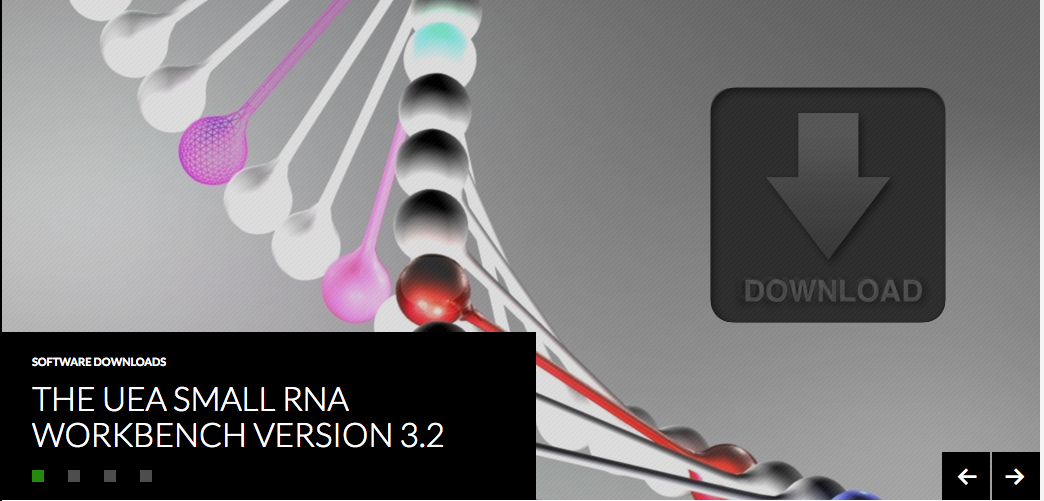 DOWNLOAD
SOFTWARE DOWNLOADS
THE UEA SMALL RNA
WORKBENCH VERSION 3.2